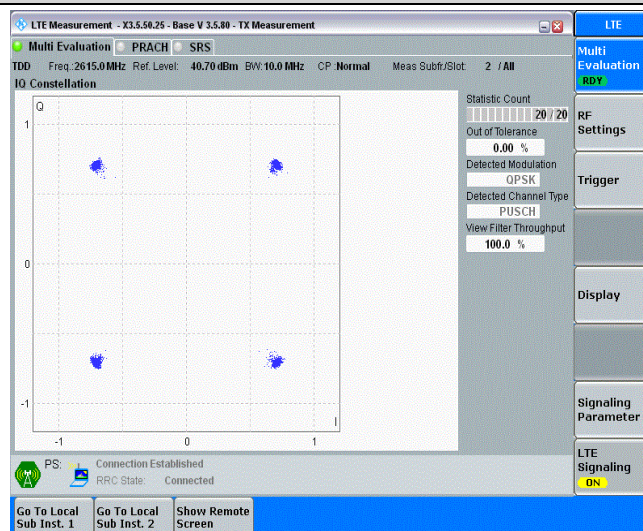 LTE Measurement - X3.5.50.25 - Base V 3.5.80 - TX Measurement
LTE
Multi Evaluation PRACH SRS
TDD Freq.:2615.0 MHz Ref. Level: 40.70 dBm BW:10.0 MHz CP :Normal Meas Subfr./Slot: 2 / All
IQ Constellation
Q
1
0
-1
I
-1 0 1
Statistic Count
20 / 20
Out of Tolerance
0.00 %
Detected Modulation
QPSK
Detected Channel Type
PUSCH
View Filter Throughput
100.0 %
Multi
Evaluation
RDY
RF
Settings
Trigger
Display
Signaling
Parameter
LTE
Signaling
ON
PS: Connection Established
RRC State: Connected
Go To Local
Sub Inst. 1
Go To Local
Sub Inst. 2
Show Remote
Screen